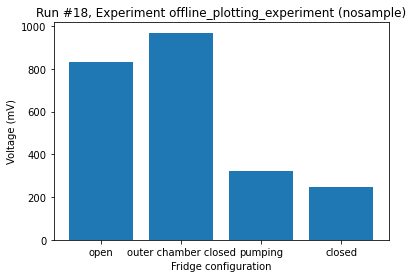 Run #18, Experiment offline_plotting_experiment (nosample)
1000
800
600
400
200
0
Voltage (mV)
open outer chamber closed pumping closed
Fridge configuration